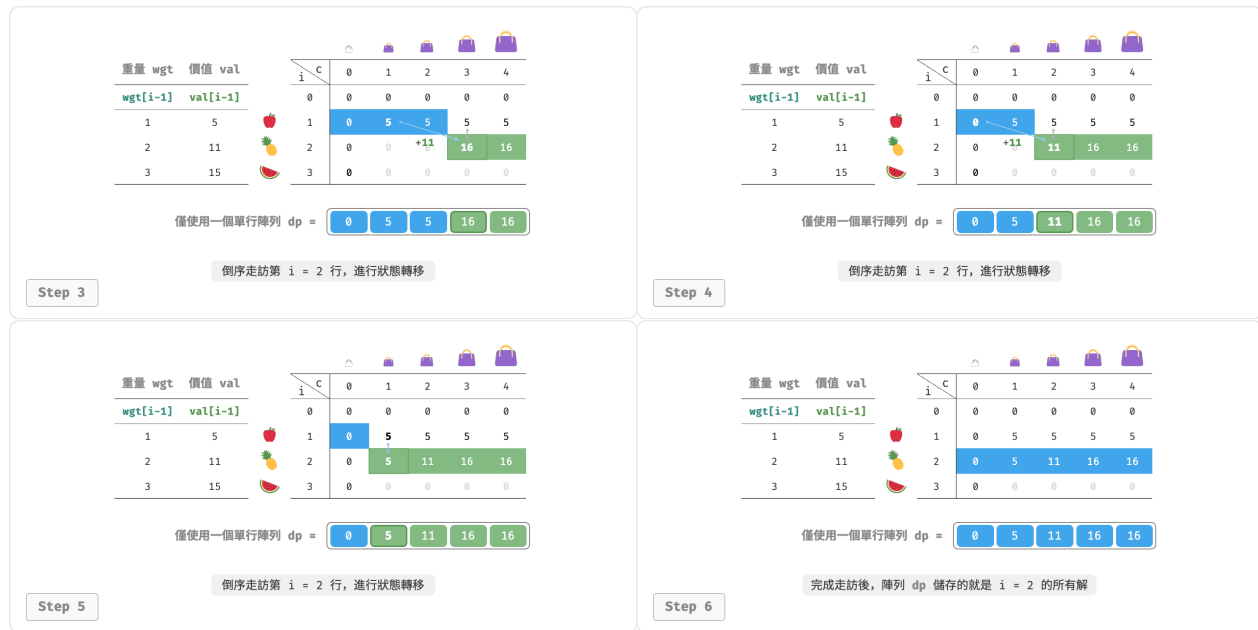 重量 wgt 價值 val
i c 0 1 2 3 4
wgt[i-1] val[i-1]
0 0 0 0 0 0
1 5
1 0 5 5 5 5
2 11
2 0 0 +11 16 16
3 15
3 0 0 0 0 0
僅使用一個單行陣列 dp = 0 5 5 16 16
倒序走訪第 i = 2 行，進行狀態轉移
Step 3
重量 wgt 價值 val
i c 0 1 2 3 4
wgt[i-1] val[i-1]
0 0 0 0 0 0
1 5
1 0 5 5 5 5
2 11
2 0 +11 11 16 16
3 15
3 0 0 0 0 0
僅使用一個單行陣列 dp = 0 5 11 16 16
倒序走訪第 i = 2 行，進行狀態轉移
Step 4
重量 wgt 價值 val
i c 0 1 2 3 4
wgt[i-1] val[i-1]
0 0 0 0 0 0
1 5
1 0 5 5 5 5
2 11
2 0 5 11 16 16
3 15
3 0 0 0 0 0
僅使用一個單行陣列 dp = 0 5 11 16 16
倒序走訪第 i = 2 行，進行狀態轉移
Step 5
重量 wgt 價值 val
i c 0 1 2 3 4
wgt[i-1] val[i-1]
0 0 0 0 0 0
1 5
1 0 5 5 5 5
2 11
2 0 5 11 16 16
3 15
3 0 0 0 0 0
僅使用一個單行陣列 dp = 0 5 11 16 16
完成走訪後，陣列 dp 儲存的就是 i = 2 的所有解
Step 6